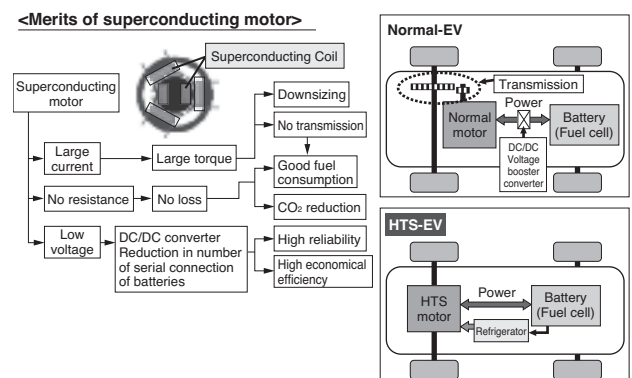 <Merits of superconducting motor>
Superconducting Coil
Superconducting
motor
Downsizing
No transmission
Large
current
Large torque
Good fuel
consumption
No resistance
No loss
CO₂ reduction
Low
voltage
DC/DC converter
Reduction in number
of serial connection
of batteries
High reliability
High economical
efficiency
Normal-EV
Transmission
Power
Normal
motor
Battery
(Fuel cell)
DC/DC
Voltage
booster
converter
HTS-EV
HTS
motor
Power
Battery
(Fuel cell)
Refrigerator